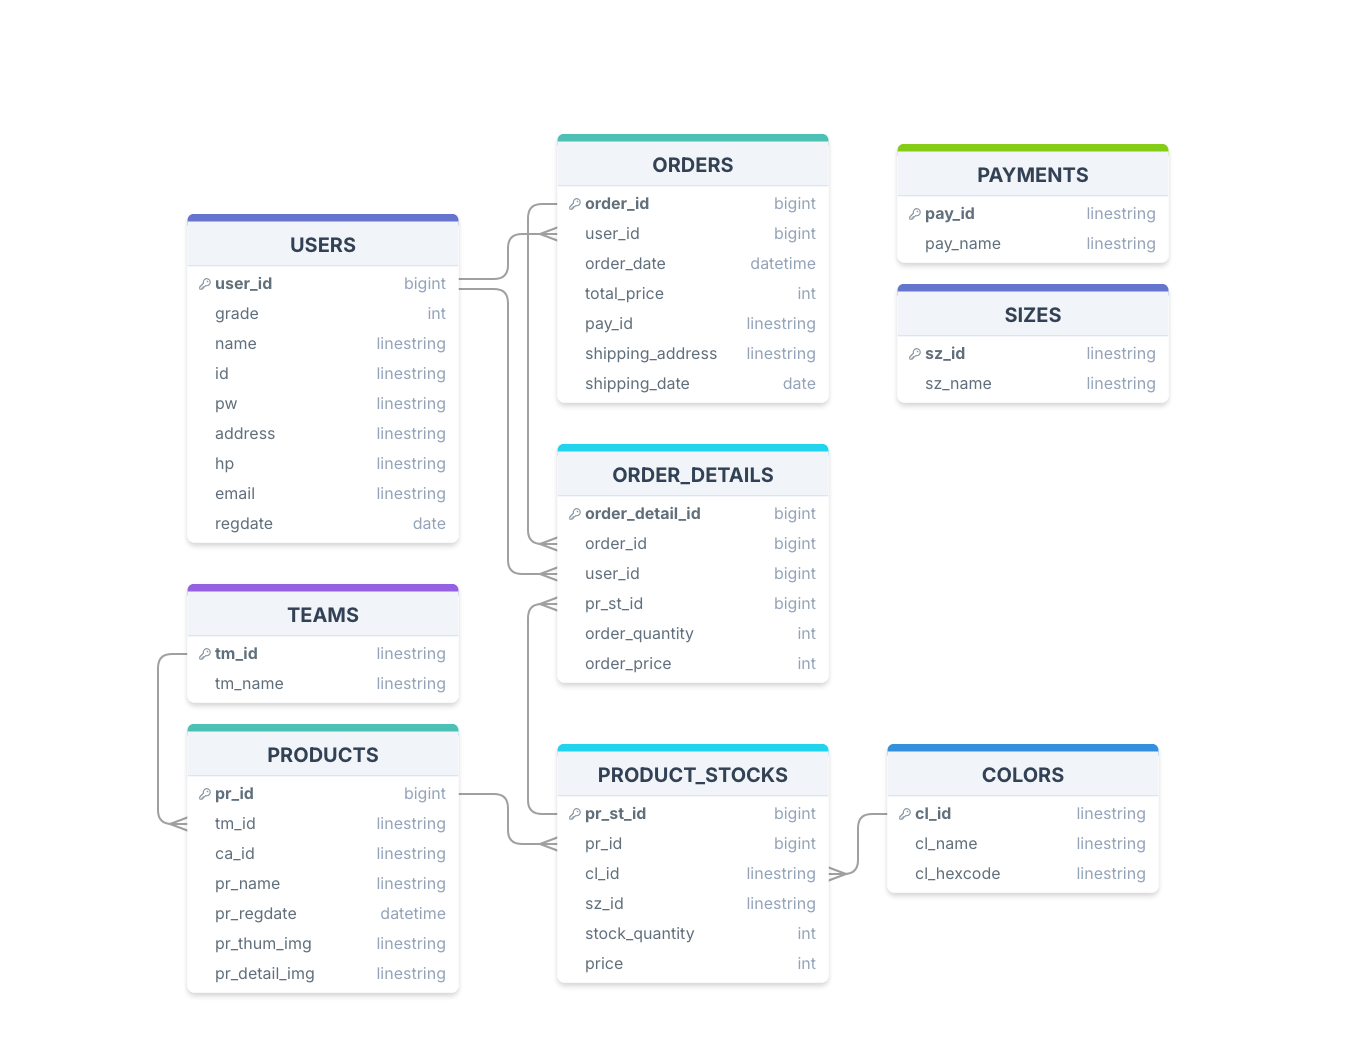 ORDERS
order_id bigint
user_id bigint
order_date datetime
total_price int
pay_id linestring
shipping_address linestring
shipping_date date
PAYMENTS
pay_id linestring
pay_name linestring
USERS
user_id bigint
grade int
name linestring
id linestring
pw linestring
address linestring
hp linestring
email linestring
regdate date
SIZES
sz_id linestring
sz_name linestring
ORDER_DETAILS
order_detail_id bigint
order_id bigint
user_id bigint
pr_st_id bigint
order_quantity int
order_price int
TEAMS
tm_id linestring
tm_name linestring
PRODUCTS
pr_id bigint
tm_id linestring
ca_id linestring
pr_name linestring
pr_regdate datetime
pr_thum_img linestring
pr_detail_img linestring
PRODUCT_STOCKS
pr_st_id bigint
pr_id bigint
cl_id linestring
sz_id linestring
stock_quantity int
price int
COLORS
cl_id linestring
cl_name linestring
cl_hexcode linestring